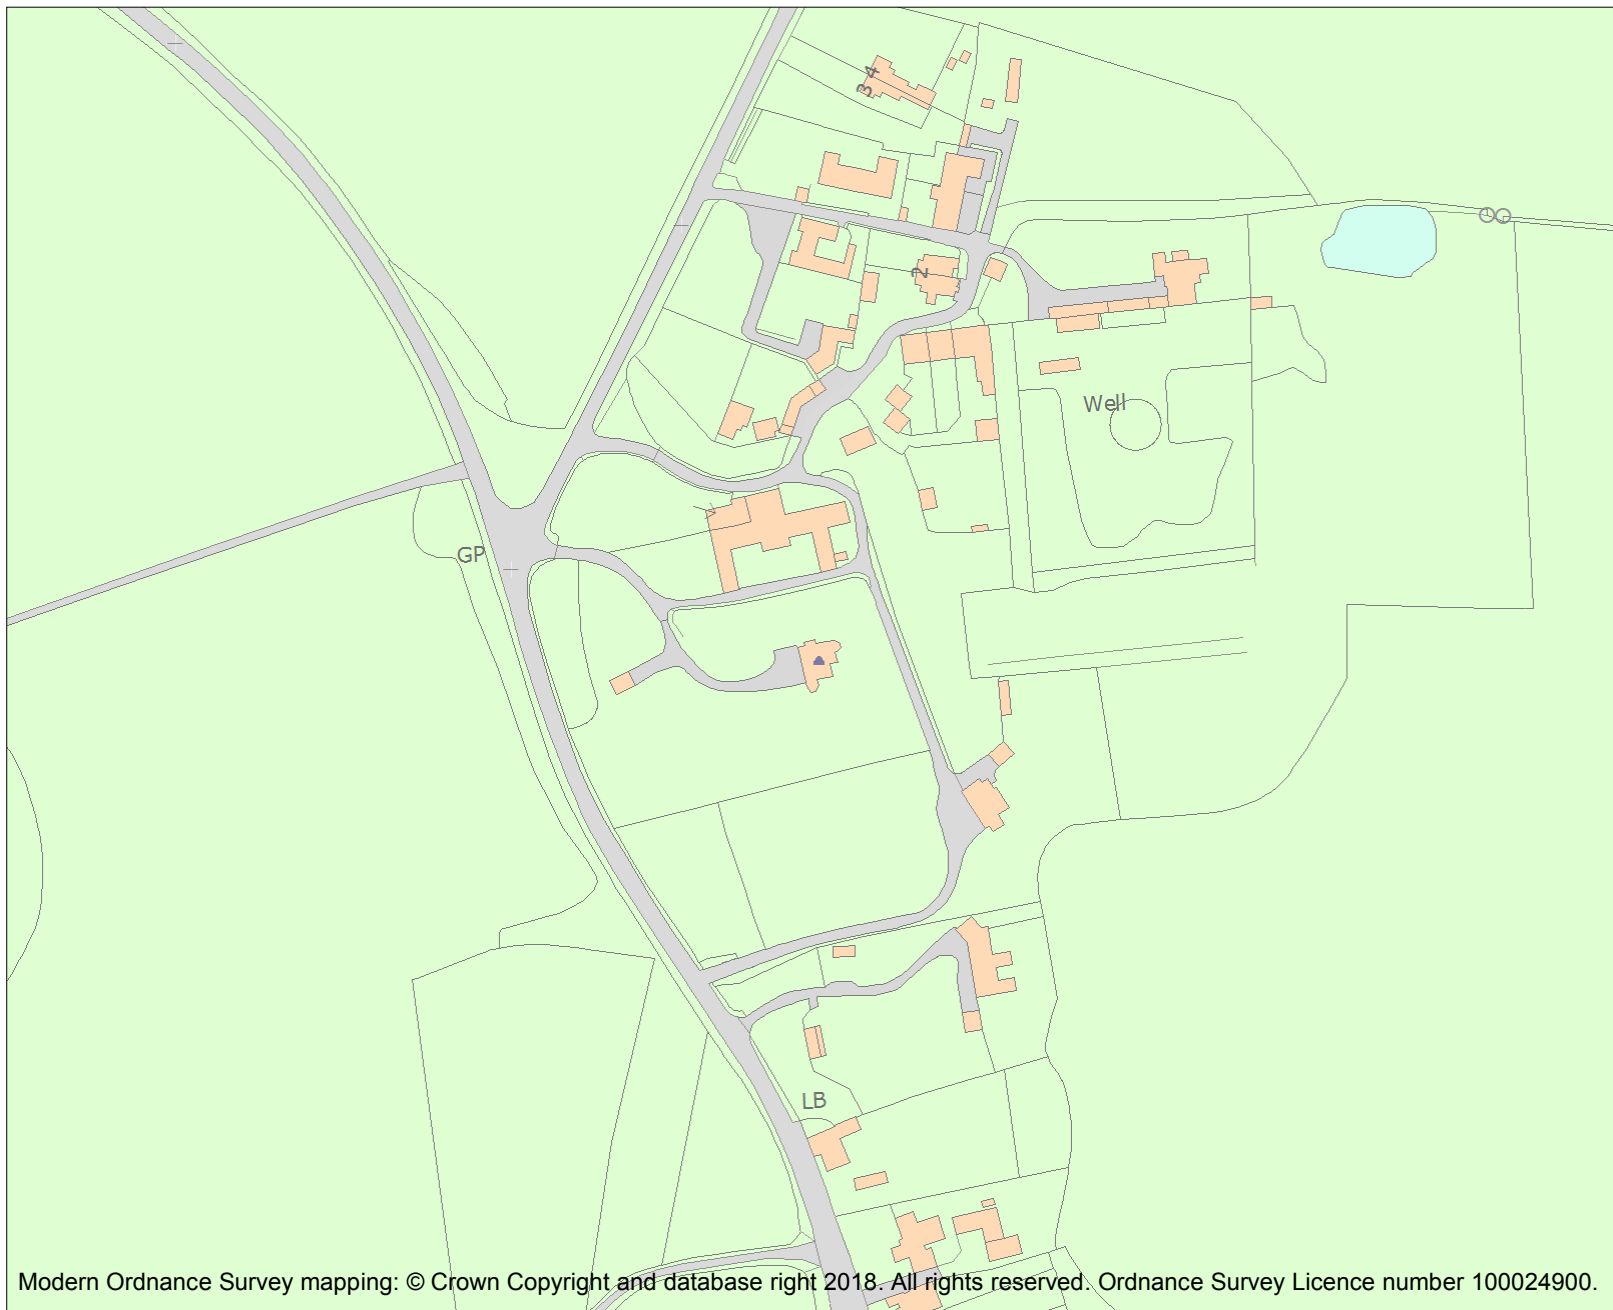 3 4
2
Well
GP
LB
Modern Ordnance Survey mapping: © Crown Copyright and database right 2018. All rights reserved. Ordnance Survey Licence number 100024900.